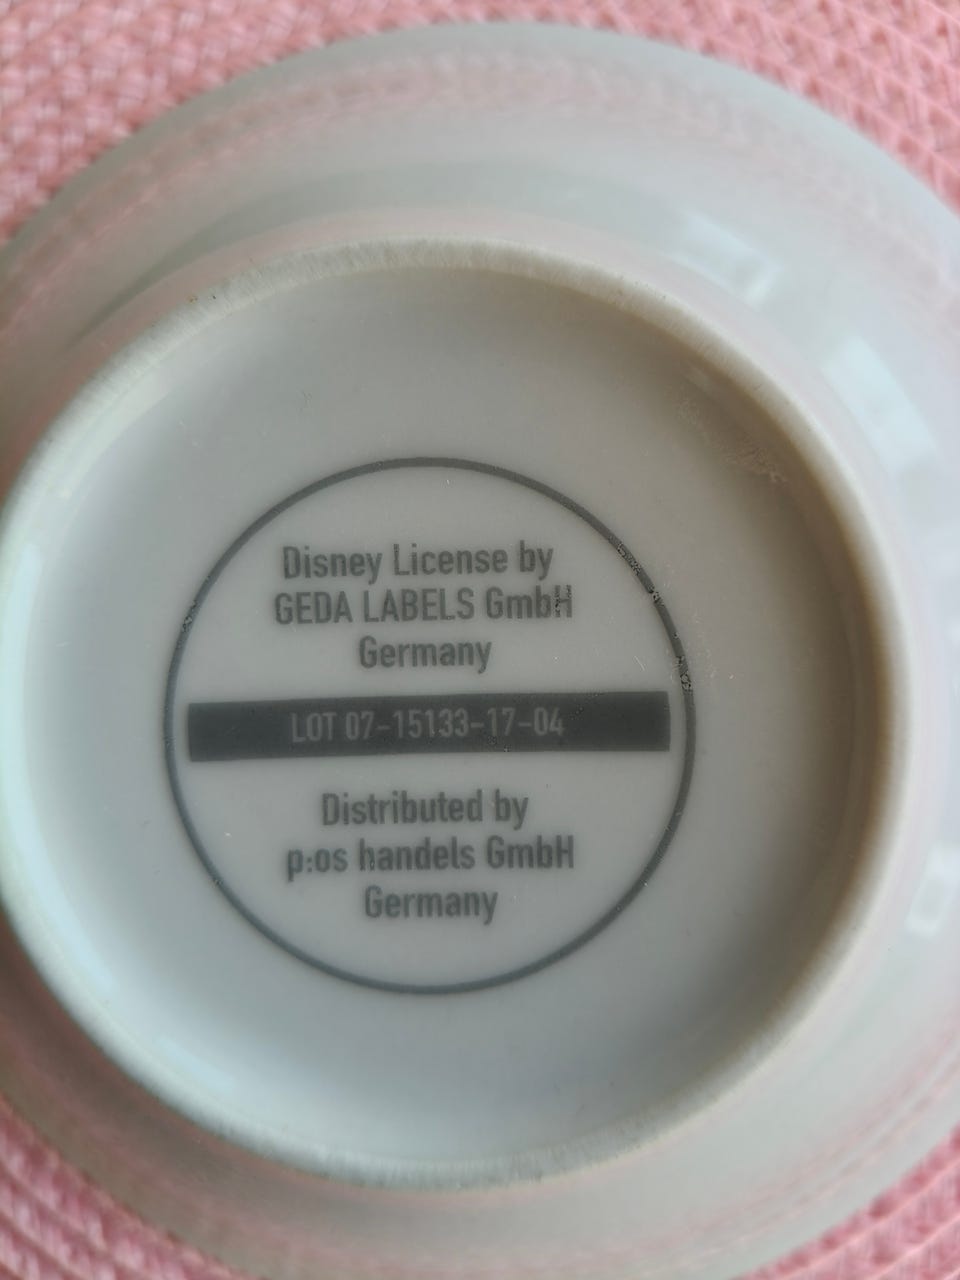 Disney License by
GEDA LABELS GmbH
Germany
LOT 07-15133-17-04
Distributed by
p:os handels GmbH
Germany